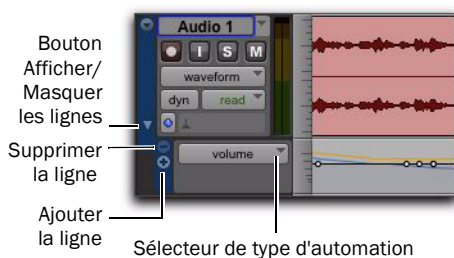 Audio 1
I S M
waveform
dyn read
volume
Bouton
Afficher/
Masquer
les lignes
Supprimer
la ligne
Ajouter
la ligne
Sélecteur de type d'automation